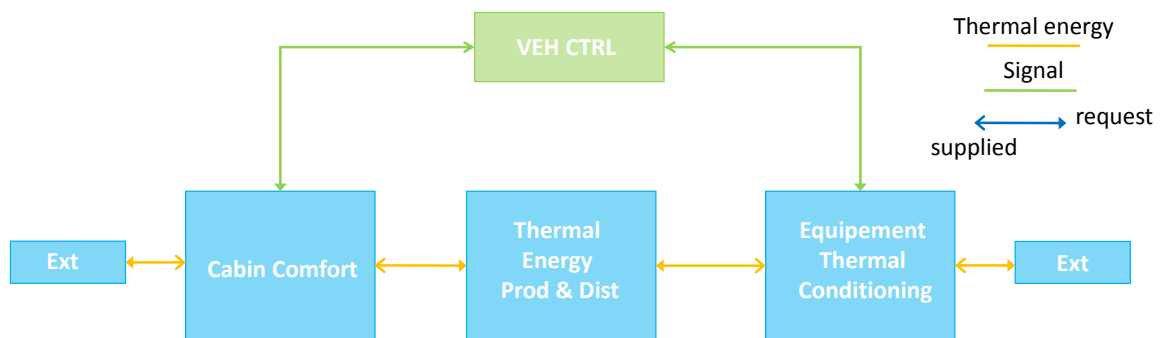 VEH CTRL
Thermal energy
Signal
request
supplied
Ext
Cabin Comfort
Thermal
Energy
Prod & Dist
Equipement
Thermal
Conditioning
Ext